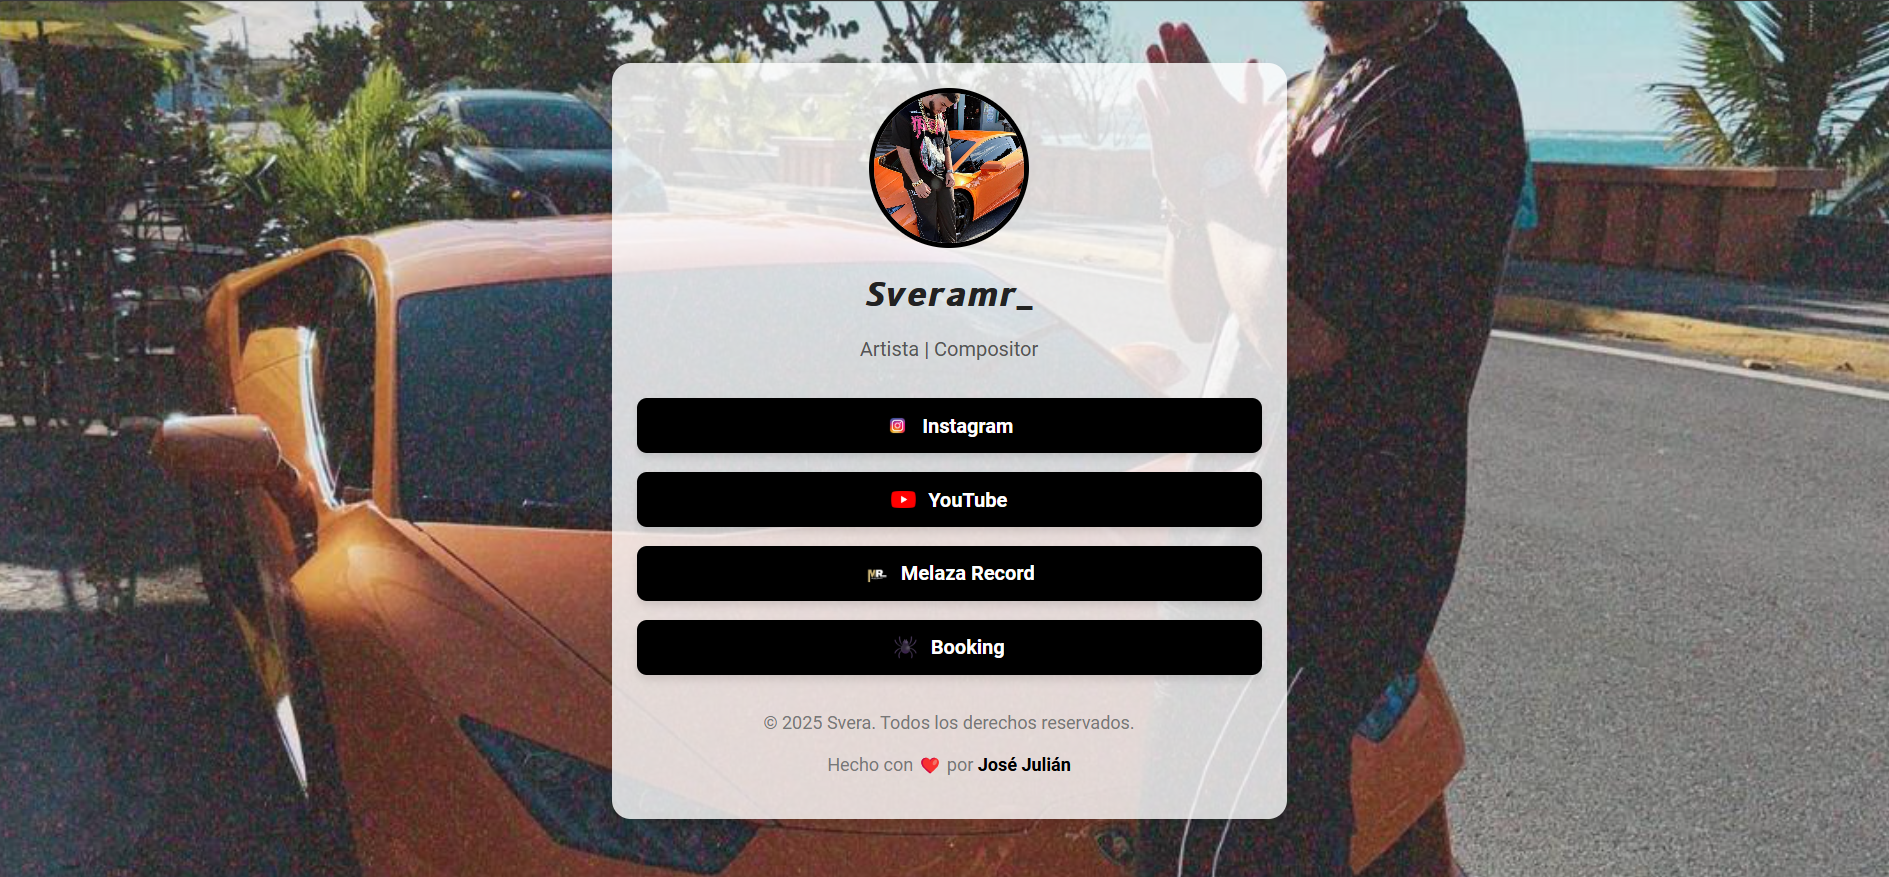 Sveramr_
Artista | Compositor
Instagram
YouTube
MR Melaza Record
Booking
© 2025 Svera. Todos los derechos reservados.
Hecho con ❤️ por José Julián